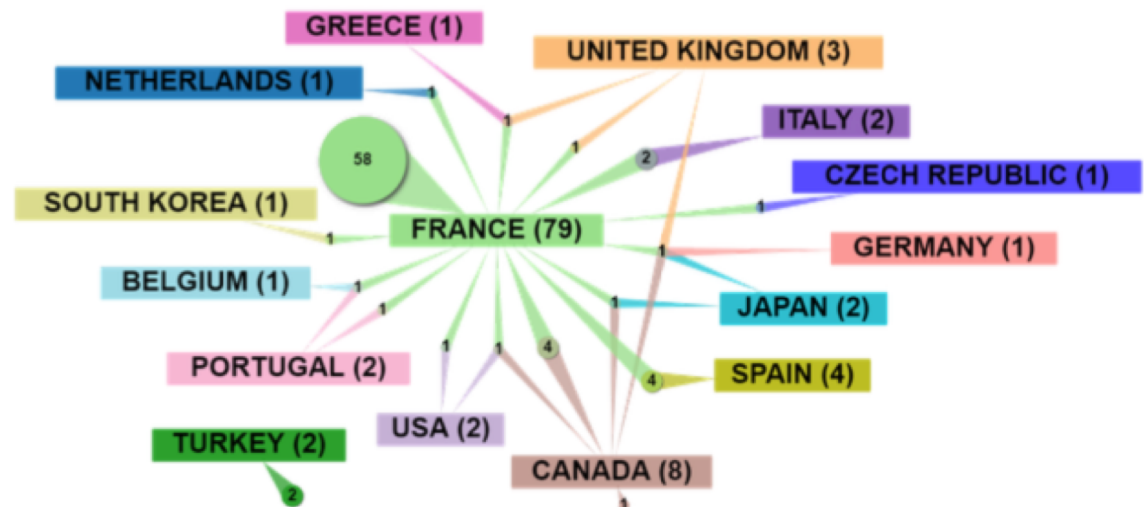 GREECE (1)
UNITED KINGDOM (3)
NETHERLANDS (1)
1
1
ITALY (2)
1
2
58
CZECH REPUBLIC (1)
SOUTH KOREA (1)
1
FRANCE (79)
1
1
GERMANY (1)
BELGIUM (1)
1
1
1
JAPAN (2)
PORTUGAL (2)
1
1
4
4
SPAIN (4)
USA (2)
TURKEY (2)
CANADA (8)
2
1